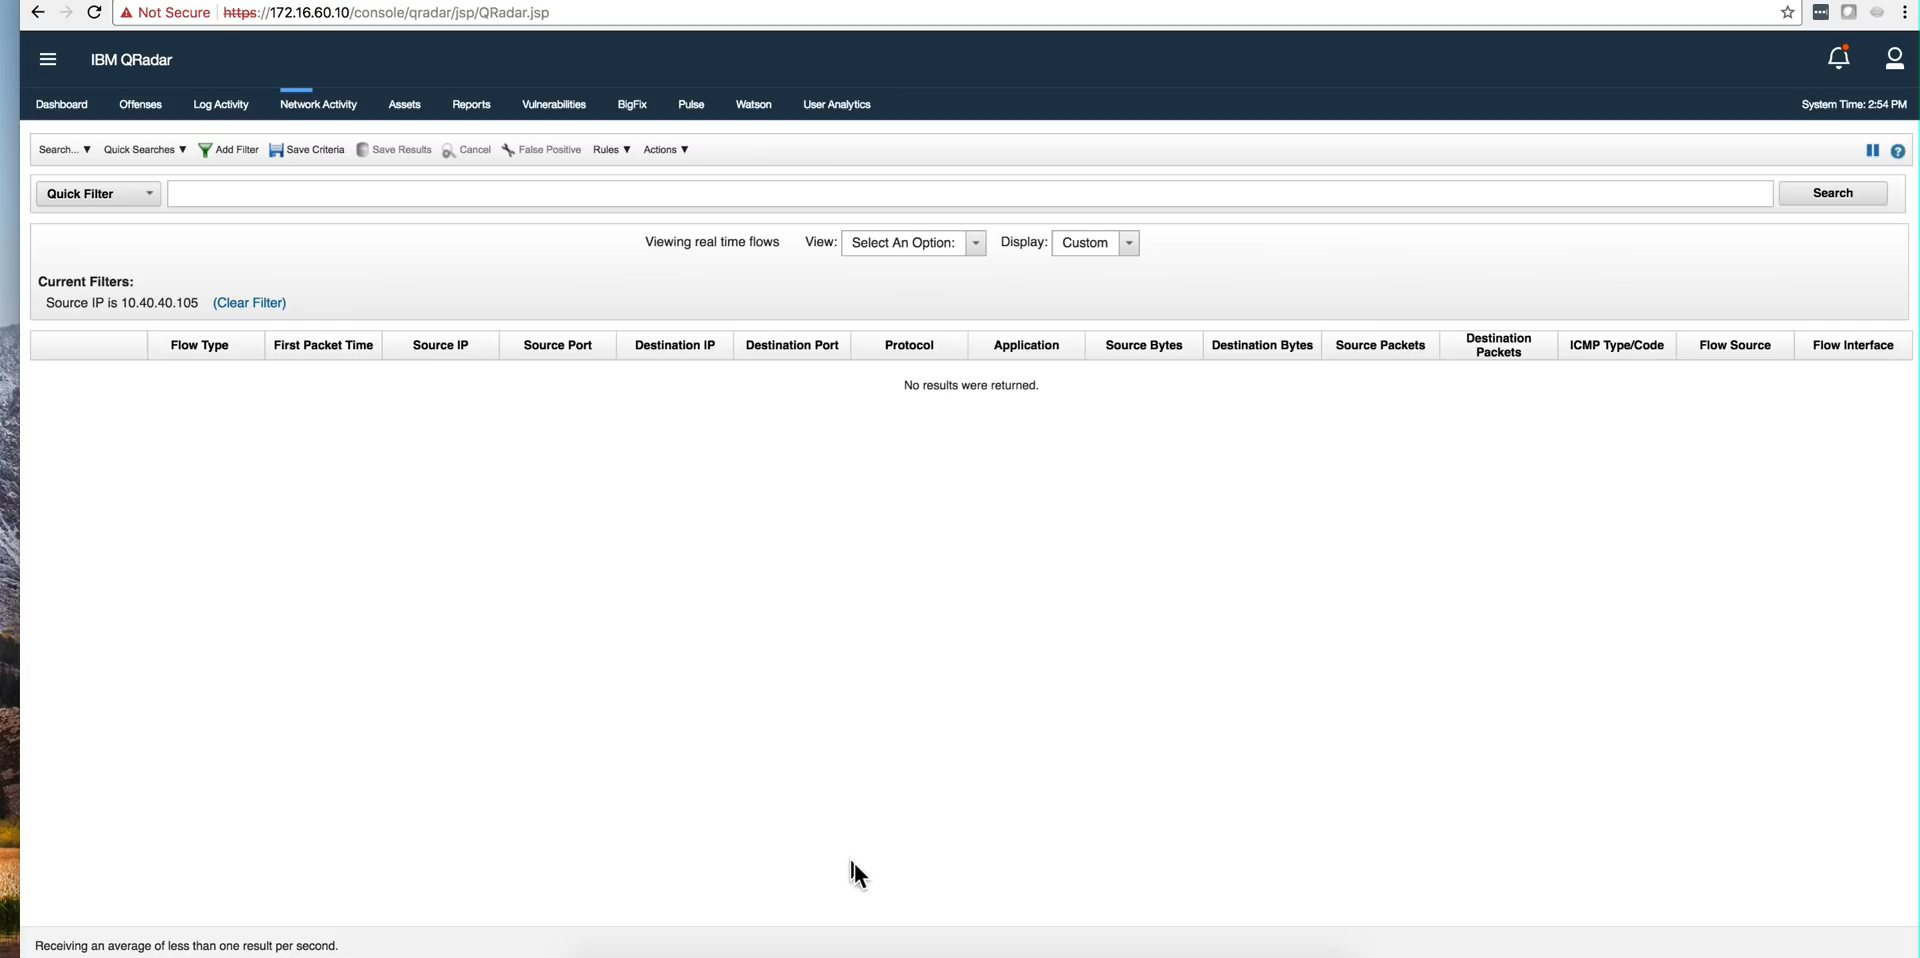 Not Secure https://172.16.60.10/console/qradar/jsp/QRadar.jsp
IBM QRadar
Dashboard Offenses Log Activity Network Activity Assets Reports Vulnerabilities BigFix Pulse Watson User Analytics System Time: 2:54 PM
Search... ▼ Quick Searches ▼ Add Filter Save Criteria Save Results Cancel False Positive Rules ▼ Actions ▼
Quick Filter Search
Viewing real time flows View: Select An Option: Display: Custom
Current Filters:
Source IP is 10.40.40.105 (Clear Filter)
Flow Type First Packet Time Source IP Source Port Destination IP Destination Port Protocol Application Source Bytes Destination Bytes Source Packets Destination Packets ICMP Type/Code Flow Source Flow Interface
No results were returned.
Receiving an average of less than one result per second.